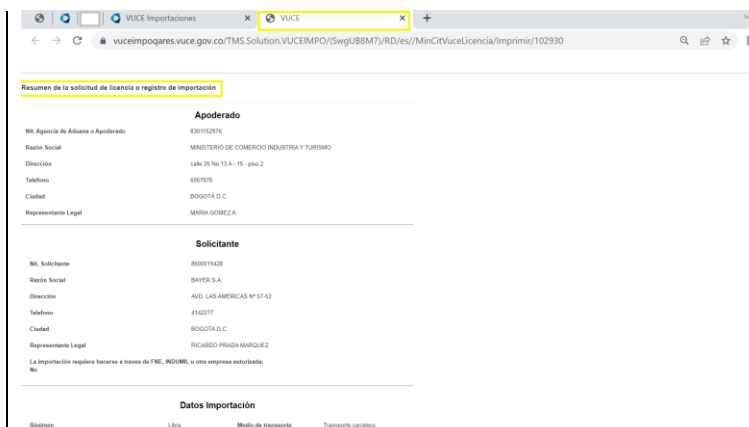 VUCE Importaciones
VUCE
vuceimpoqares.vuce.gov.co/TMS.Solution.VUCEIMPO/(SwgUB8M7)/RD/es//MinCitVuceLicencia/Imprimir/102930
Resumen de la solicitud de licencia o registro de importación
Apoderado
Nit. Agencia de Aduana o Apoderado 8301152976
Razón Social MINISTERIO DE COMERCIO INDUSTRIA Y TURISMO
Dirección calle 26 No.13 A - 15 - piso 2
Telefono 6067676
Ciudad BOGOTÁ D.C.
Representante Legal MARIA GOMEZ A.
Solicitante
Nit. Solicitante 8600019428
Razón Social BAYER S.A.
Dirección AVD. LAS AMERICAS Nº 57-52
Telefono 4142277
Ciudad BOGOTA D.C.
Representante Legal RICARDO PRADA MARQUEZ
La importación requiere hacerse a traves de FNE, INDUMIL u otra empresa autorizada:
No
Datos Importación
Régimen Libre Medio de transporte Transporte carretero